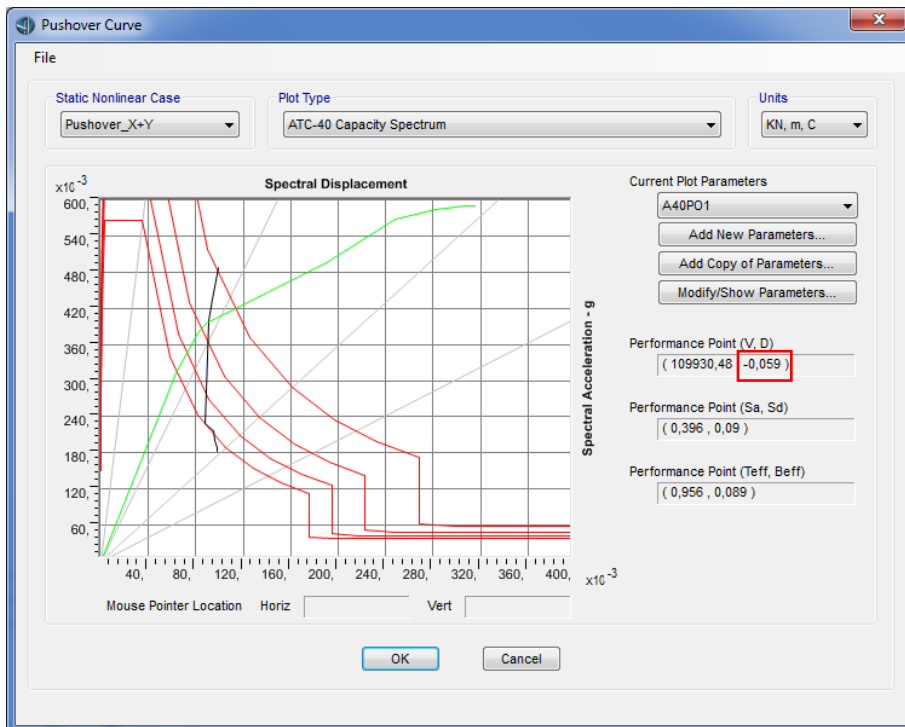 Pushover Curve
x
File
Static Nonlinear Case
Pushover_X+Y
Plot Type
ATC-40 Capacity Spectrum
Units
KN, m, C
x10 -3
Spectral Displacement
600,
540,
480,
420,
360,
300,
240,
180,
120,
60,
40, 80, 120, 160, 200, 240, 280, 320, 360, 400, x10 -3
Spectral Acceleration - g
Mouse Pointer Location Horiz Vert
Current Plot Parameters
A40PO1
Add New Parameters...
Add Copy of Parameters...
Modify/Show Parameters...
Performance Point (V, D)
( 109930,48 -0,059 )
Performance Point (Sa, Sd)
( 0,396 , 0,09 )
Performance Point (Teff, Beff)
( 0,956 , 0,089 )
OK
Cancel